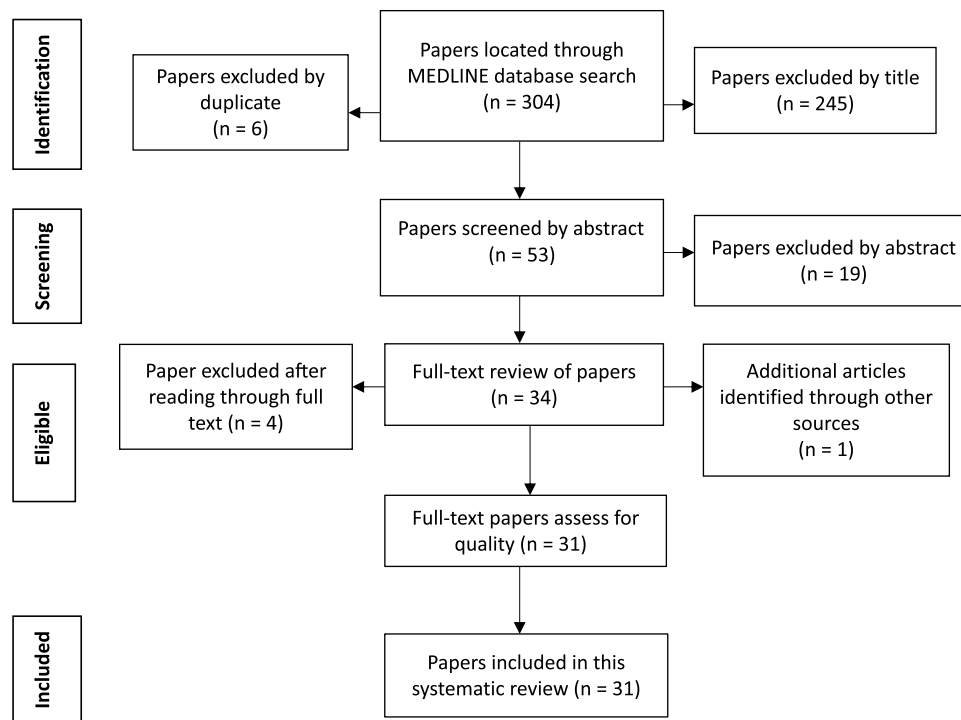 Identification
Papers located through
MEDLINE database search
(n = 304)
Papers excluded by
duplicate
(n = 6)
Papers excluded by title
(n = 245)
Screening
Papers screened by abstract
(n = 53)
Papers excluded by abstract
(n = 19)
Eligible
Paper excluded after
reading through full
text (n = 4)
Full-text review of papers
(n = 34)
Additional articles
identified through other
sources
(n = 1)
Full-text papers assess for
quality (n = 31)
Included
Papers included in this
systematic review (n = 31)